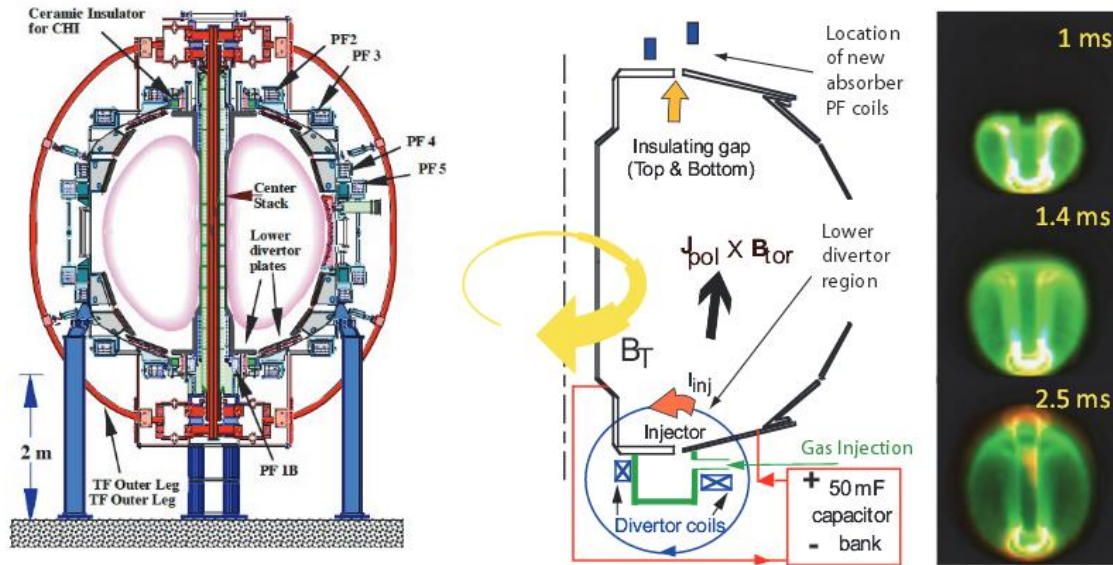 Ceramic Insulator
for CHI
PF2
PF 3
PF 4
PF 5
Center
Stack
Lower
divertor
plates
2 m
PF 1B
TF Outer Leg
TF Outer Leg
Location
of new
absorber
PF coils
Insulating gap
(Top & Bottom)
Jpol X Btor
Lower
divertor
region
BT
Iinj
Injector
Gas Injection
+ 50 mF
capacitor
- bank
Divertor coils
1 ms
1.4 ms
2.5 ms